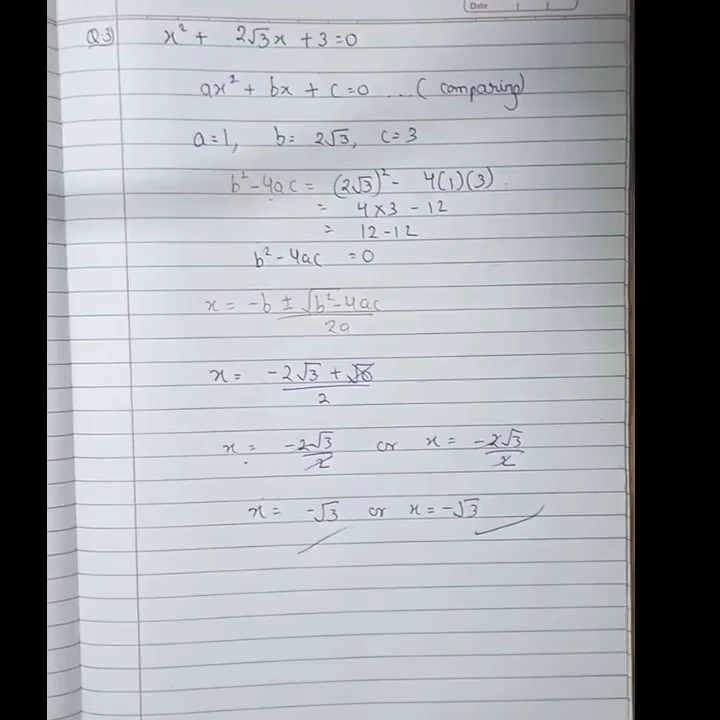 Date
Q.3) x² + 2√3x + 3 = 0
ax² + bx + c = 0 ... (comparing)
a = 1, b = 2√3, c = 3
b² - 4ac = (2√3)² - 4(1)(3).
= 4 × 3 - 12
= 12 - 12
b² - 4ac = 0
x = -b ± √b² - 4ac
2a
x = -2√3 + √0
2
x = -2√3/2 or x = -2√3/2
x = -√3 or x = -√3